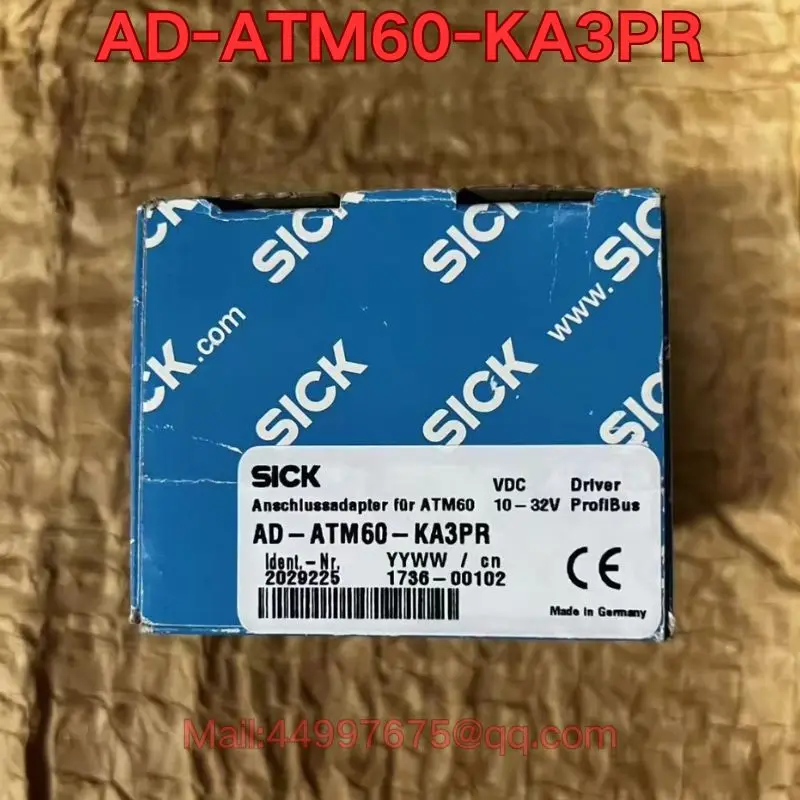 AD-ATM60-KA3PR
SICK
SICK
SICK
SICK
CK.com
www.
SICK
SICK
SICK
SICK VDC Driver
Anschlussadapter für ATM60 10-32V ProfiBus
AD-ATM60-KA3PR
Ident.-Nr. YYWW / cn
2029225 1736-00102
CE
Made in Germany
Mail:44997675@qq.com